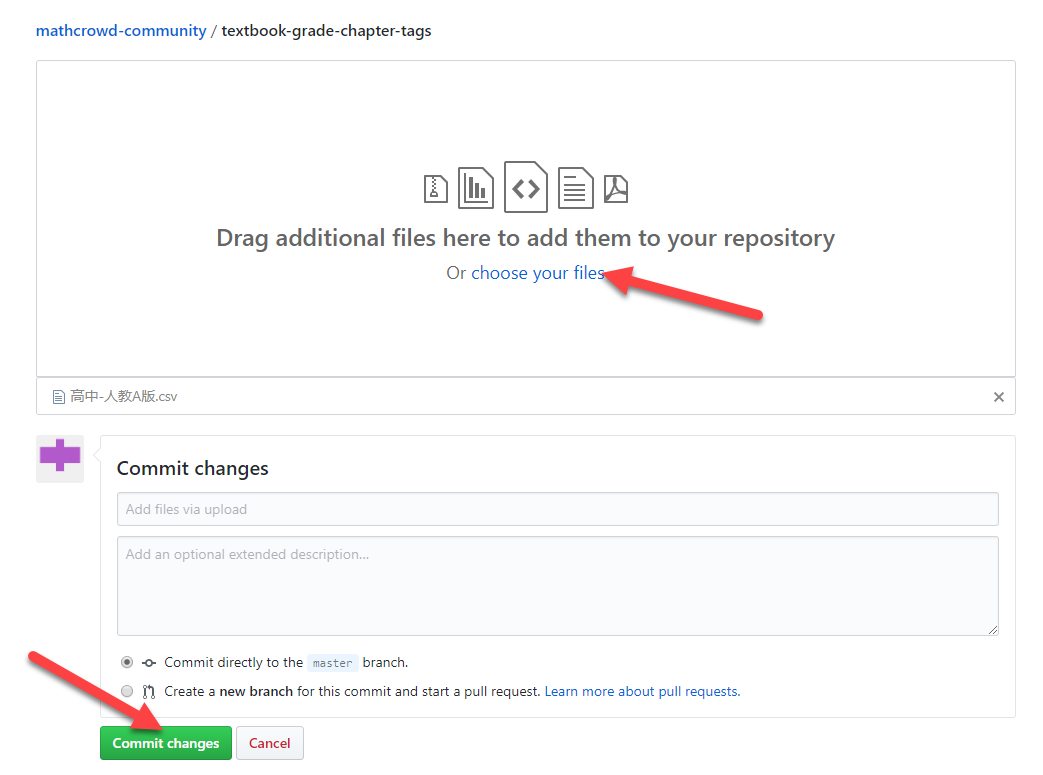 mathcrowd-community / textbook-grade-chapter-tags
Drag additional files here to add them to your repository
Or choose your files
高中-人教A版.csv
Commit changes
Add files via upload
Add an optional extended description...
Commit directly to the master branch.
Create a new branch for this commit and start a pull request. Learn more about pull requests.
Commit changes Cancel